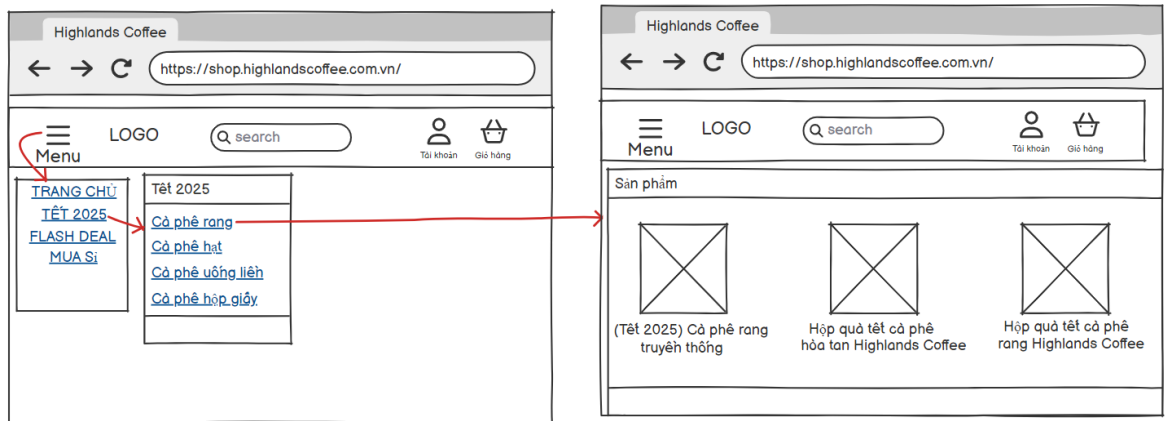 Highlands Coffee
https://shop.highlandscoffee.com.vn/
LOGO
search
Menu
Tài khoản
Giỏ hàng
TRANG CHỦ
TẾT 2025
FLASH DEAL
MUA Sỉ
Tết 2025
Cà phê rang
Cà phê hạt
Cà phê uống liền
Cà phê hộp giấy
Highlands Coffee
https://shop.highlandscoffee.com.vn/
LOGO
search
Menu
Tài khoản
Giỏ hàng
Sản phẩm
(Tết 2025) Cà phê rang
truyền thống
Hộp quà tết cà phê
hòa tan Highlands Coffee
Hộp quà tết cà phê
rang Highlands Coffee